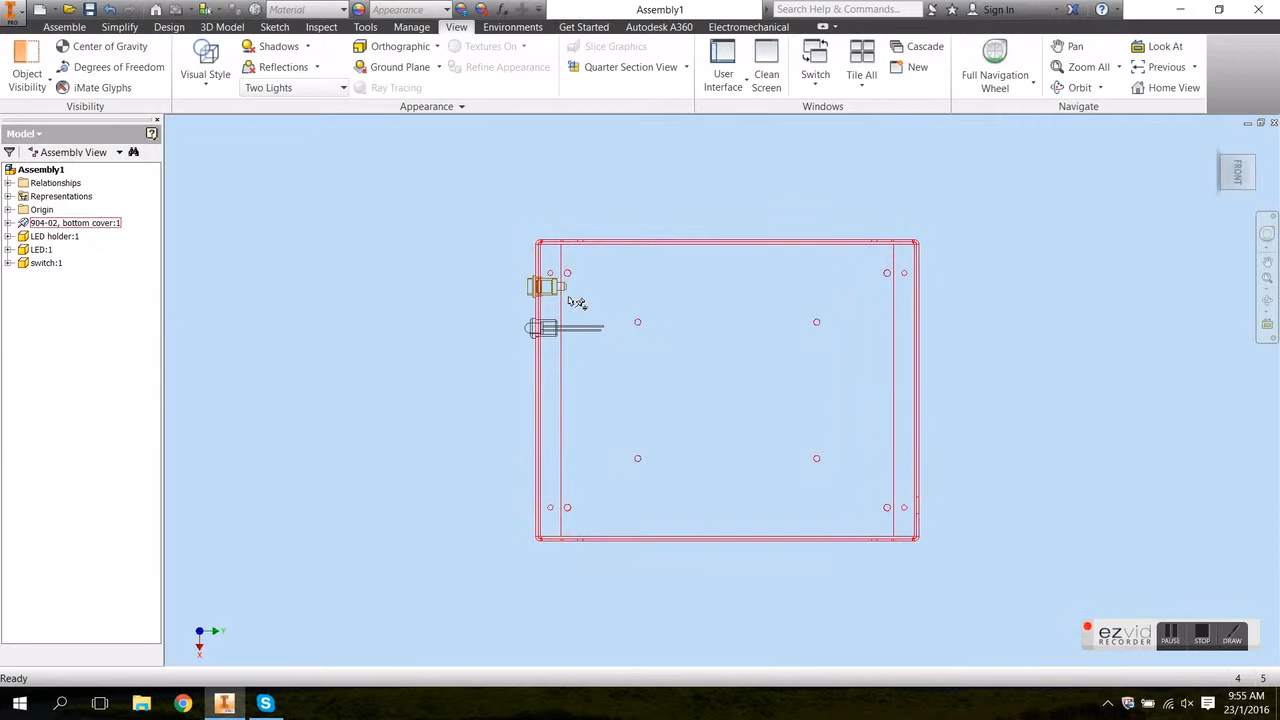 Material
Appearance
Assembly1
Search Help & Commands...
Sign In
PRO
Assemble
Simplify
Design
3D Model
Sketch
Inspect
Tools
Manage
View
Environments
Get Started
Autodesk A360
Electromechanical
Object Visibility
Center of Gravity
Degrees of Freedom
iMate Glyphs
Visual Style
Shadows
Reflections
Two Lights
Orthographic
Ground Plane
Ray Tracing
Textures On
Refine Appearance
Slice Graphics
Quarter Section View
User Interface
Clean Screen
Switch
Tile All
Cascade
New
Full Navigation Wheel
Pan
Zoom All
Orbit
Look At
Previous
Home View
Visibility
Appearance
Windows
Navigate
Model
Assembly View
Assembly1
Relationships
Representations
Origin
904-02, bottom cover:1
LED holder:1
LED:1
switch:1
FRONT
Y
X
ezvid
RECORDER
PAUSE
STOP
DRAW
Ready
4
5
9:55 AM
23/1/2016